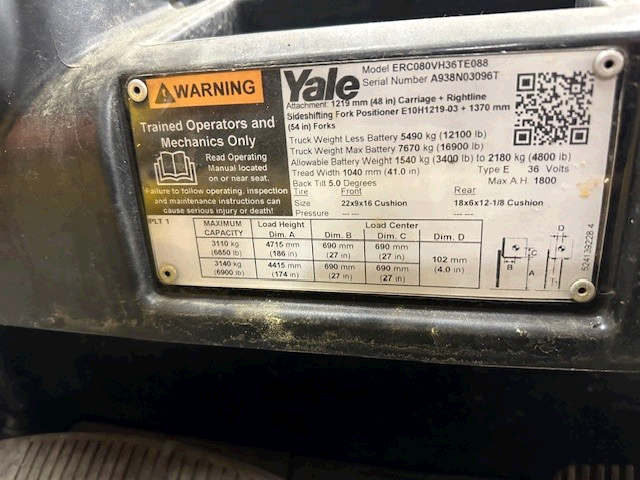 WARNING
Trained Operators and
Mechanics Only
Read Operating
Manual located
on or near seat.
Failure to follow operating, inspection
and maintenance instructions can
cause serious injury or death!
Yale
Model ERC080VH36TE088
Serial Number A938N03096T
Attachment: 1219 mm (48 in) Carriage + Rightline
Sideshifting Fork Positioner E10H1219-03 + 1370 mm
(54 in) Forks
Truck Weight Less Battery 5490 kg (12100 lb)
Truck Weight Max Battery 7670 kg (16900 lb)
Allowable Battery Weight 1540 kg (3400 lb) to 2180 kg (4800 lb)
Tread Width 1040 mm (41.0 in) Type E 36 Volts
Back Tilt 5.0 Degrees Max A.H. 1800
Tire Front Rear
Size 22x9x16 Cushion 18x6x12-1/8 Cushion
Pressure --- --- --- ---
PLT 1
MAXIMUM CAPACITY Load Height Dim. A Load Center Dim. B Dim. C Dim. D
3110 kg (6850 lb) 4715 mm (186 in) 690 mm (27 in) 690 mm (27 in) 102 mm (4.0 in)
3140 kg (6900 lb) 4415 mm (174 in) 690 mm (27 in) 690 mm (27 in)
D
C
B
A
524139228.4